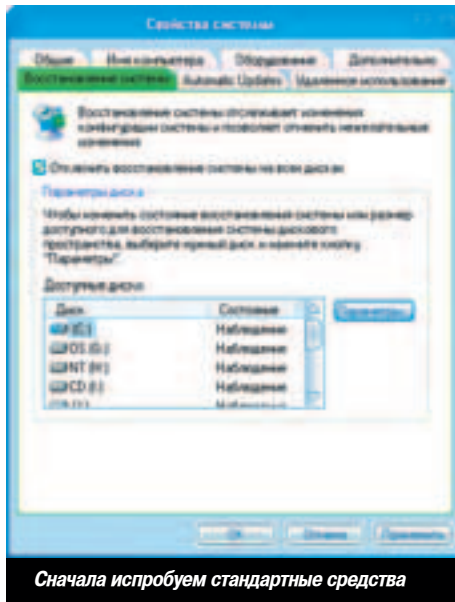 Свойства системы
Общие Имя компьютера Оборудование Дополнительно
Восстановление системы Automatic Updates Удаленное использование
Восстановление системы отслеживает изменения
конфигурации системы и позволяет отменить нежелательные
изменения
Отключить восстановление системы на всех дисках
Параметры диска
Чтобы изменить состояние восстановления системы или размер
доступного для восстановления системы дискового
пространства, выберите нужный диск и нажмите кнопку
"Параметры".
Доступные диски
Диск Состояние
Параметры...
Наблюдение
OS (G:) Наблюдение
NT (H:) Наблюдение
CD (I:) Наблюдение
OK Отмена Применить
Сначала испробуем стандартные средства